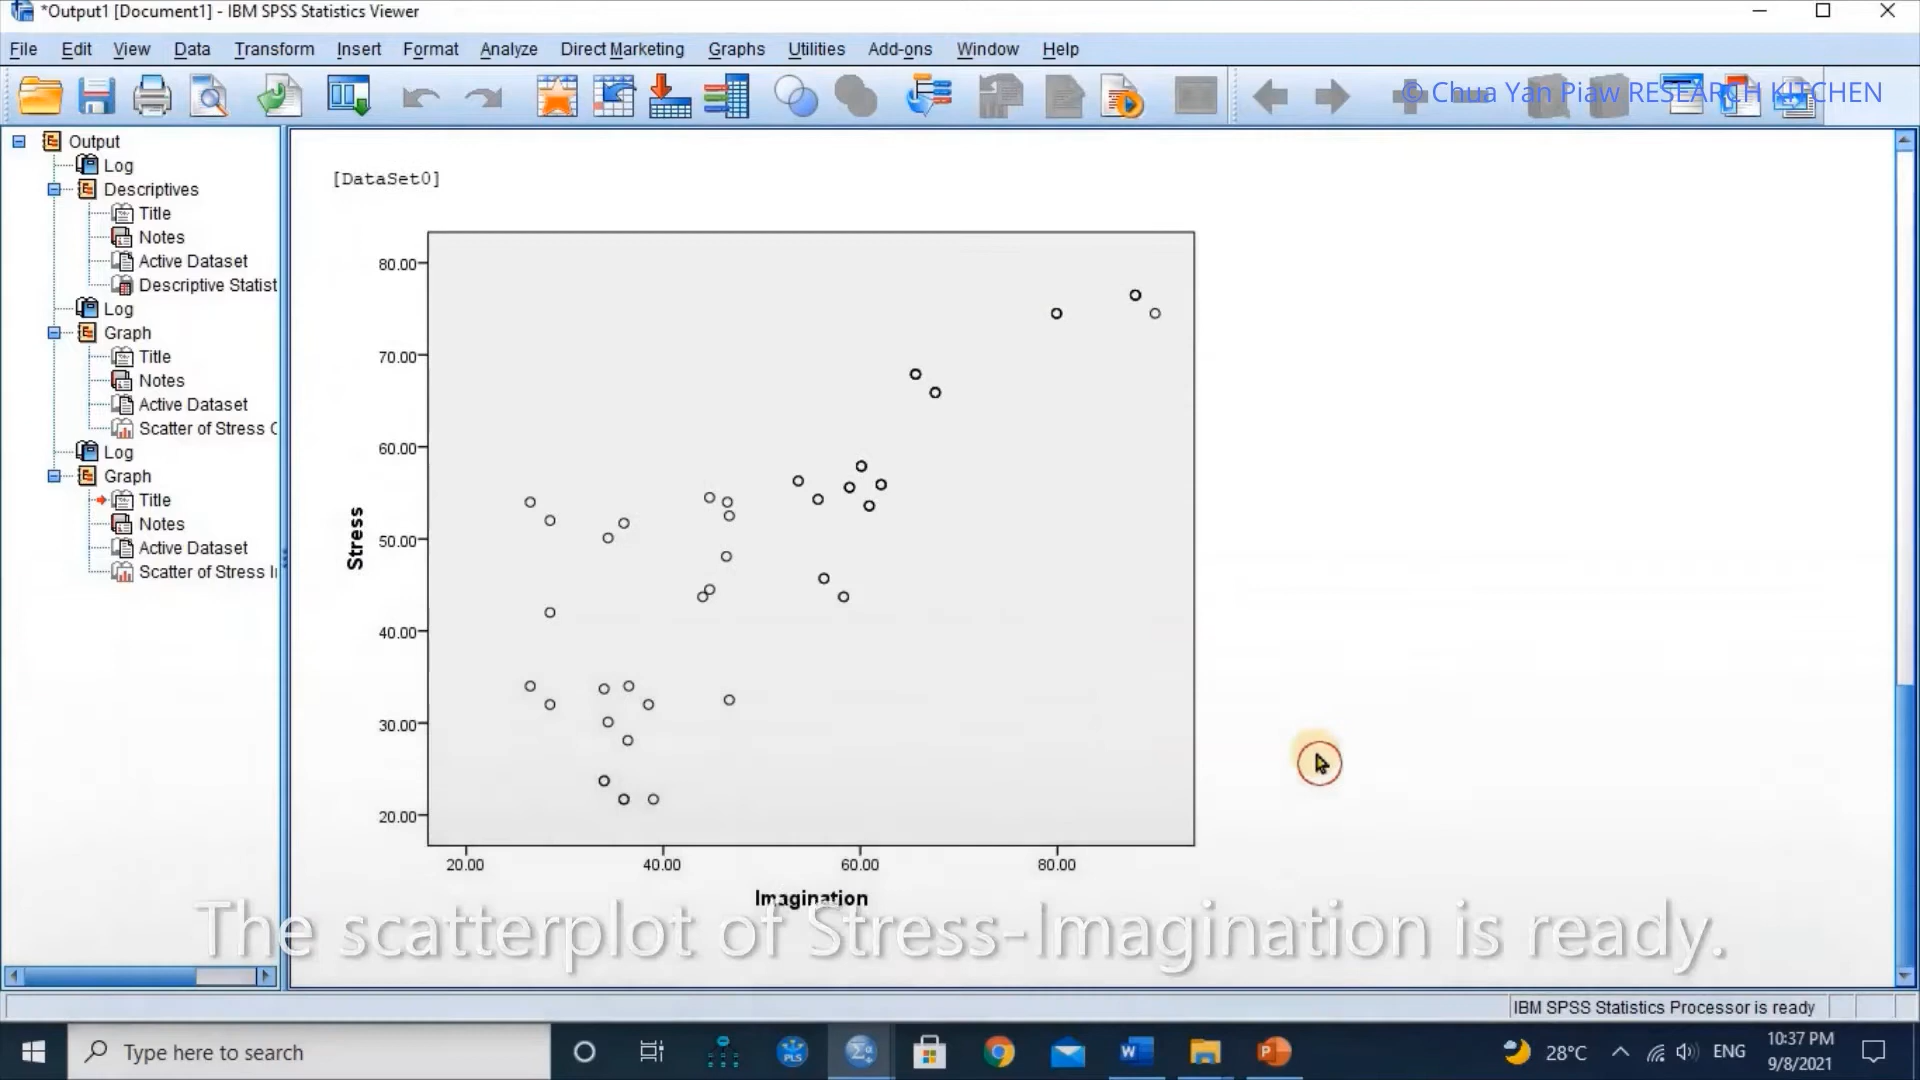 *Output1 [Document1] - IBM SPSS Statistics Viewer
File Edit View Data Transform Insert Format Analyze Direct Marketing Graphs Utilities Add-ons Window Help
© Chua Yan Piaw RESEARCH KITCHEN
Output
Log
Descriptives
Title
Notes
Active Dataset
Descriptive Statist
Log
Graph
Title
Notes
Active Dataset
Scatter of Stress C
Log
Graph
Title
Notes
Active Dataset
Scatter of Stress I
[DataSet0]
80.00
70.00
60.00
50.00
40.00
30.00
20.00
Stress
20.00 40.00 60.00 80.00
Imagination
The scatterplot of Stress-Imagination is ready.
IBM SPSS Statistics Processor is ready
Type here to search
PLS
28°C
ENG
10:37 PM
9/8/2021